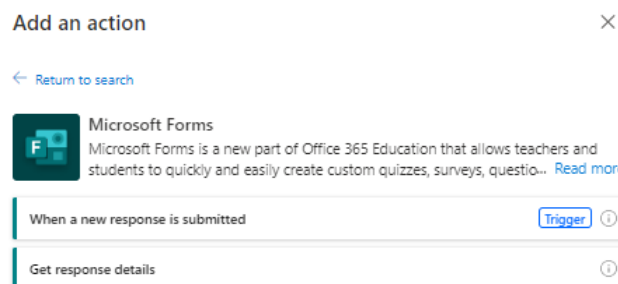 Add an action
Return to search
Microsoft Forms
Microsoft Forms is a new part of Office 365 Education that allows teachers and
students to quickly and easily create custom quizzes, surveys, questio... Read more
When a new response is submitted Trigger
Get response details